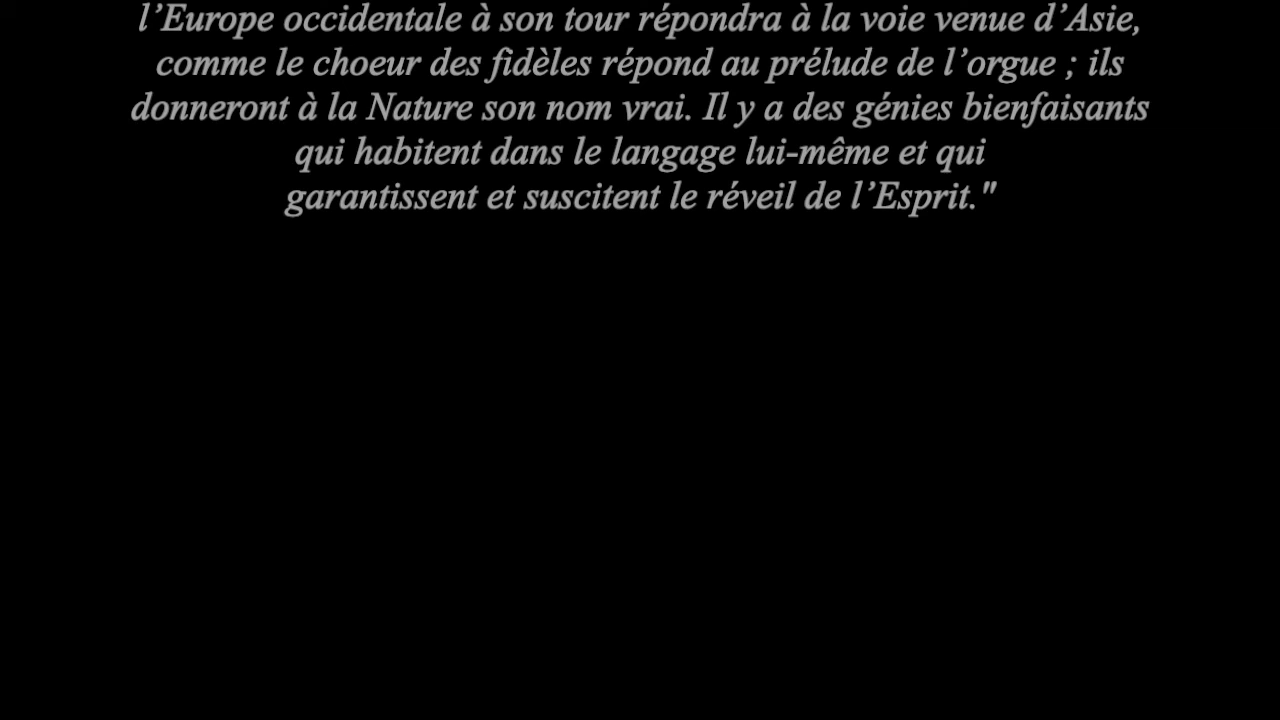 l’Europe occidentale à son tour répondra à la voie venue d’Asie,
comme le choeur des fidèles répond au prélude de l’orgue ; ils
donneront à la Nature son nom vrai. Il y a des génies bienfaisants
qui habitent dans le langage lui-même et qui
garantissent et suscitent le réveil de l’Esprit."